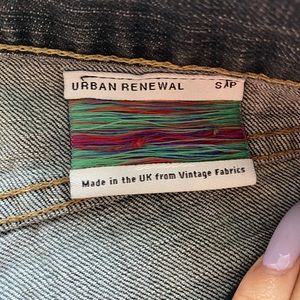 URBAN RENEWAL
Made in the UK from Vintage Fabrics